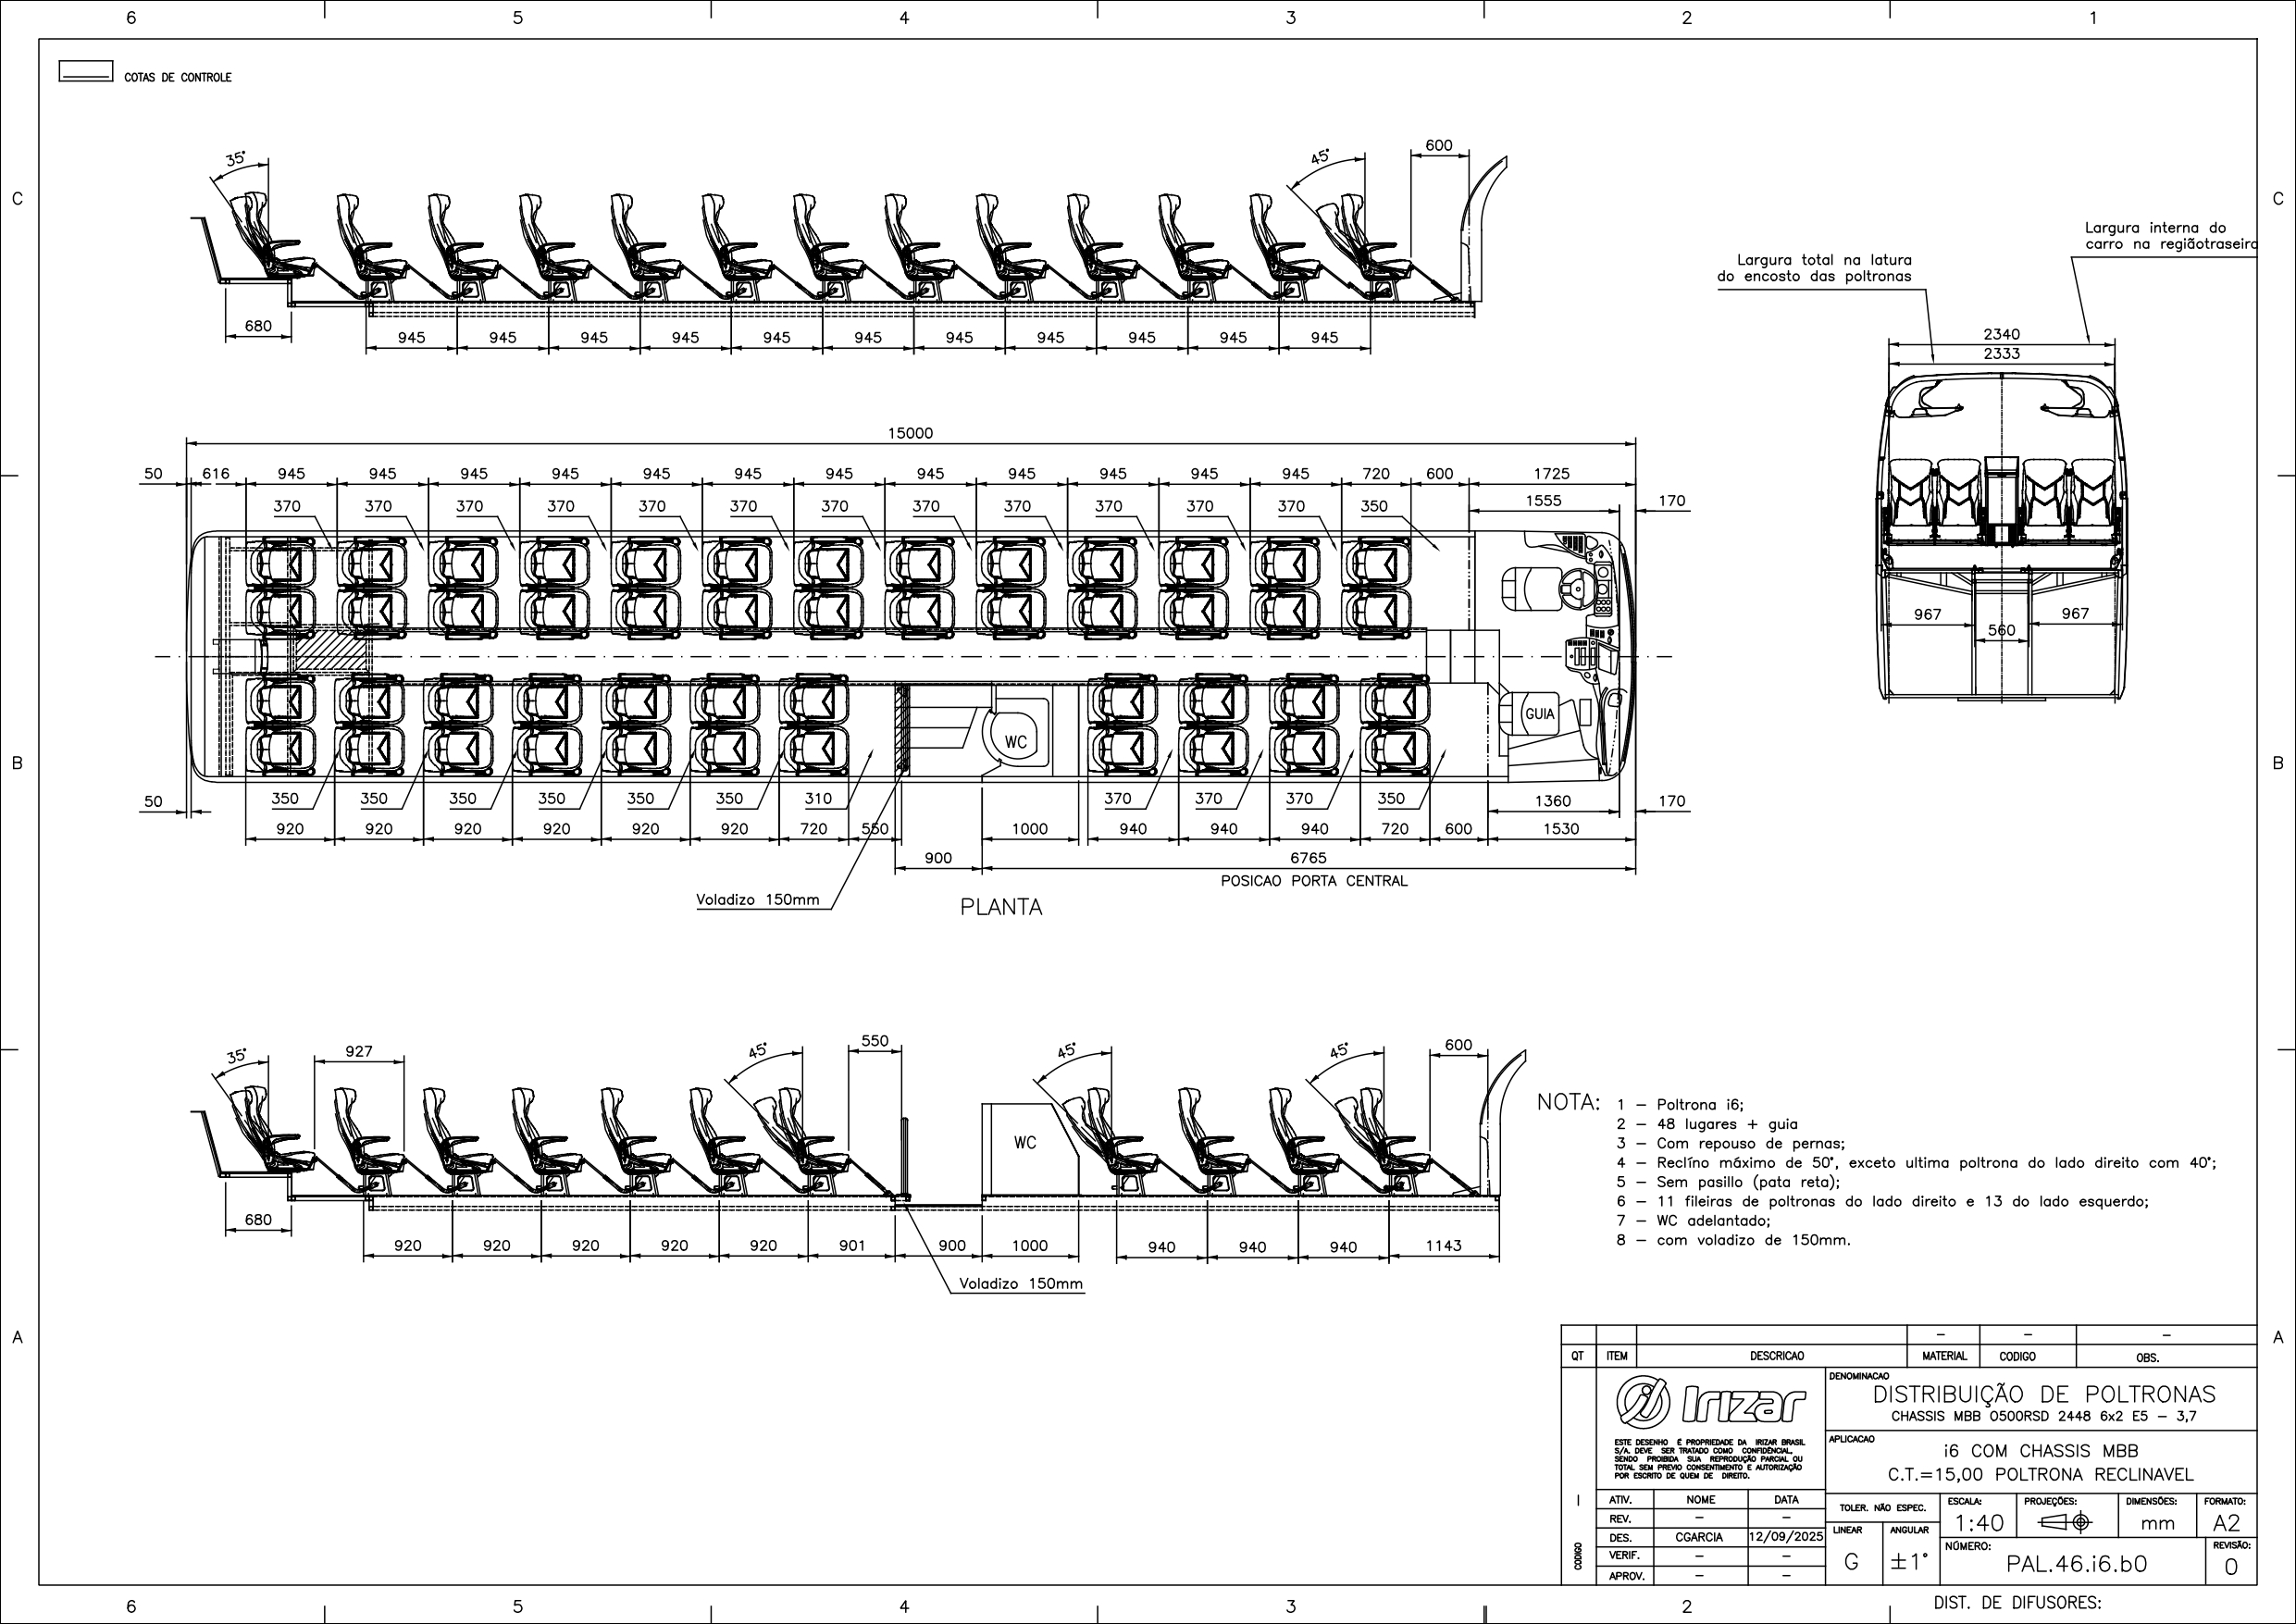 6 5 4 3 2 1
COTAS DE CONTROLE
C
C
35°
45°
600
680
945 945 945 945 945 945 945 945 945 945 945
Largura interna do
carro na regiãotraseira
Largura total na latura
do encosto das poltronas
2340
2333
967
560
967
15000
50 616 945 945 945 945 945 945 945 945 945 945 945 945 720 600 1725
370 370 370 370 370 370 370 370 370 370 370 370 350 1555 170
GUIA
WC
B
B
50 350 350 350 350 350 350 310 370 370 370 350 1360 170
920 920 920 920 920 920 720 550 1000 940 940 940 720 600 1530
900 6765
POSICAO PORTA CENTRAL
Voladizo 150mm
PLANTA
35°
927
45°
550
45°
45°
600
WC
680
920 920 920 920 920 901 900 1000 940 940 940 1143
Voladizo 150mm
NOTA:
1 – Poltrona i6;
2 – 48 lugares + guia
3 – Com repouso de pernas;
4 – Reclíno máximo de 50°, exceto ultima poltrona do lado direito com 40°;
5 – Sem pasillo (pata reta);
6 – 11 fileiras de poltronas do lado direito e 13 do lado esquerdo;
7 – WC adelantado;
8 – com voladizo de 150mm.
A
A
– – –
QT ITEM DESCRICAO MATERIAL CODIGO OBS.
Irizar
ESTE DESENHO É PROPRIEDADE DA IRIZAR BRASIL
S/A. DEVE SER TRATADO COMO CONFIDÊNCIAL,
SENDO PROIBIDA SUA REPRODUÇÃO PARCIAL OU
TOTAL SEM PREVIO CONSENTIMENTO E AUTORIZAÇÃO
POR ESCRITO DE QUEM DE DIREITO.
DENOMINACAO
DISTRIBUIÇÃO DE POLTRONAS
CHASSIS MBB O500RSD 2448 6x2 E5 – 3,7
APLICACAO
i6 COM CHASSIS MBB
C.T.=15,00 POLTRONA RECLINAVEL
CODIGO –
ATIV. NOME DATA
REV. – –
DES. CGARCIA 12/09/2025
VERIF. – –
APROV. – –
TOLER. NÃO ESPEC.
LINEAR
G
ANGULAR
±1°
ESCALA:
1:40
PROJEÇÕES:
DIMENSÕES:
mm
FORMATO:
A2
NÚMERO:
PAL.46.i6.b0
REVISÃO:
0
6 5 4 3 2
DIST. DE DIFUSORES: